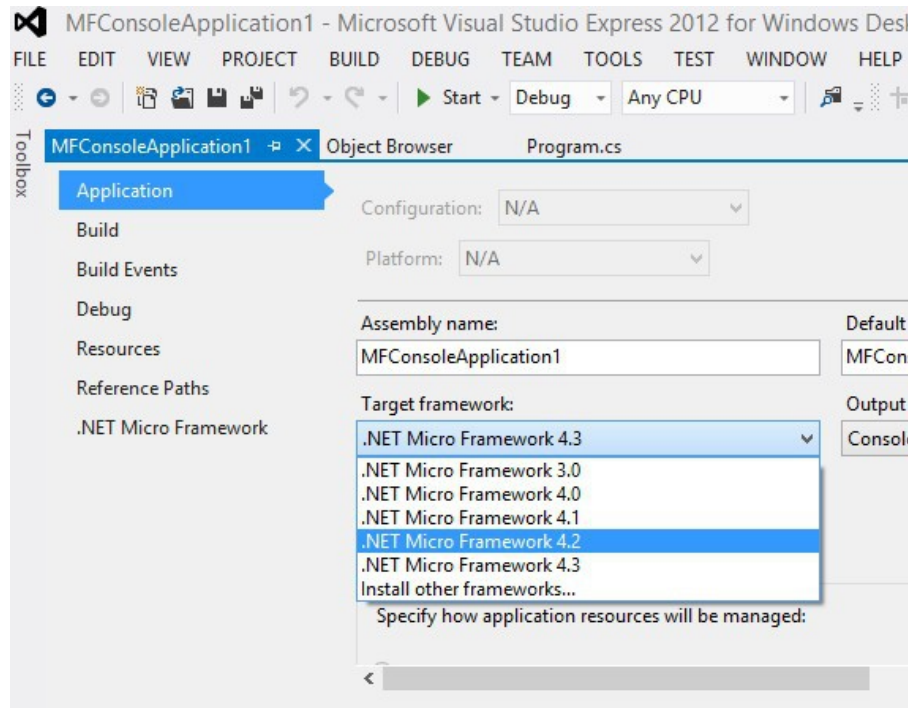 MFConsoleApplication1 - Microsoft Visual Studio Express 2012 for Windows Desk
FILE EDIT VIEW PROJECT BUILD DEBUG TEAM TOOLS TEST WINDOW HELP
Start Debug Any CPU
Toolbox
MFConsoleApplication1 Object Browser Program.cs
Application
Build
Build Events
Debug
Resources
Reference Paths
.NET Micro Framework
Configuration: N/A
Platform: N/A
Assembly name: Default
MFConsoleApplication1 MFCon
Target framework: Output
.NET Micro Framework 4.3 Consol
.NET Micro Framework 3.0
.NET Micro Framework 4.0
.NET Micro Framework 4.1
.NET Micro Framework 4.2
.NET Micro Framework 4.3
Install other frameworks...
Specify how application resources will be managed: